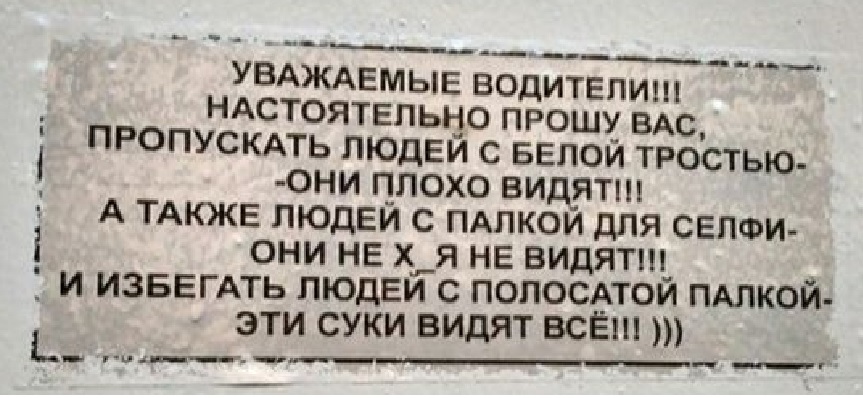 УВАЖАЕМЫЕ ВОДИТЕЛИ!!!
НАСТОЯТЕЛЬНО ПРОШУ ВАС,
ПРОПУСКАТЬ ЛЮДЕЙ С БЕЛОЙ ТРОСТЬЮ-
-ОНИ ПЛОХО ВИДЯТ!!!
А ТАКЖЕ ЛЮДЕЙ С ПАЛКОЙ ДЛЯ СЕЛФИ-
ОНИ НЕ Х_Я НЕ ВИДЯТ!!!
И ИЗБЕГАТЬ ЛЮДЕЙ С ПОЛОСАТОЙ ПАЛКОЙ-
ЭТИ СУКИ ВИДЯТ ВСЁ!!! )))